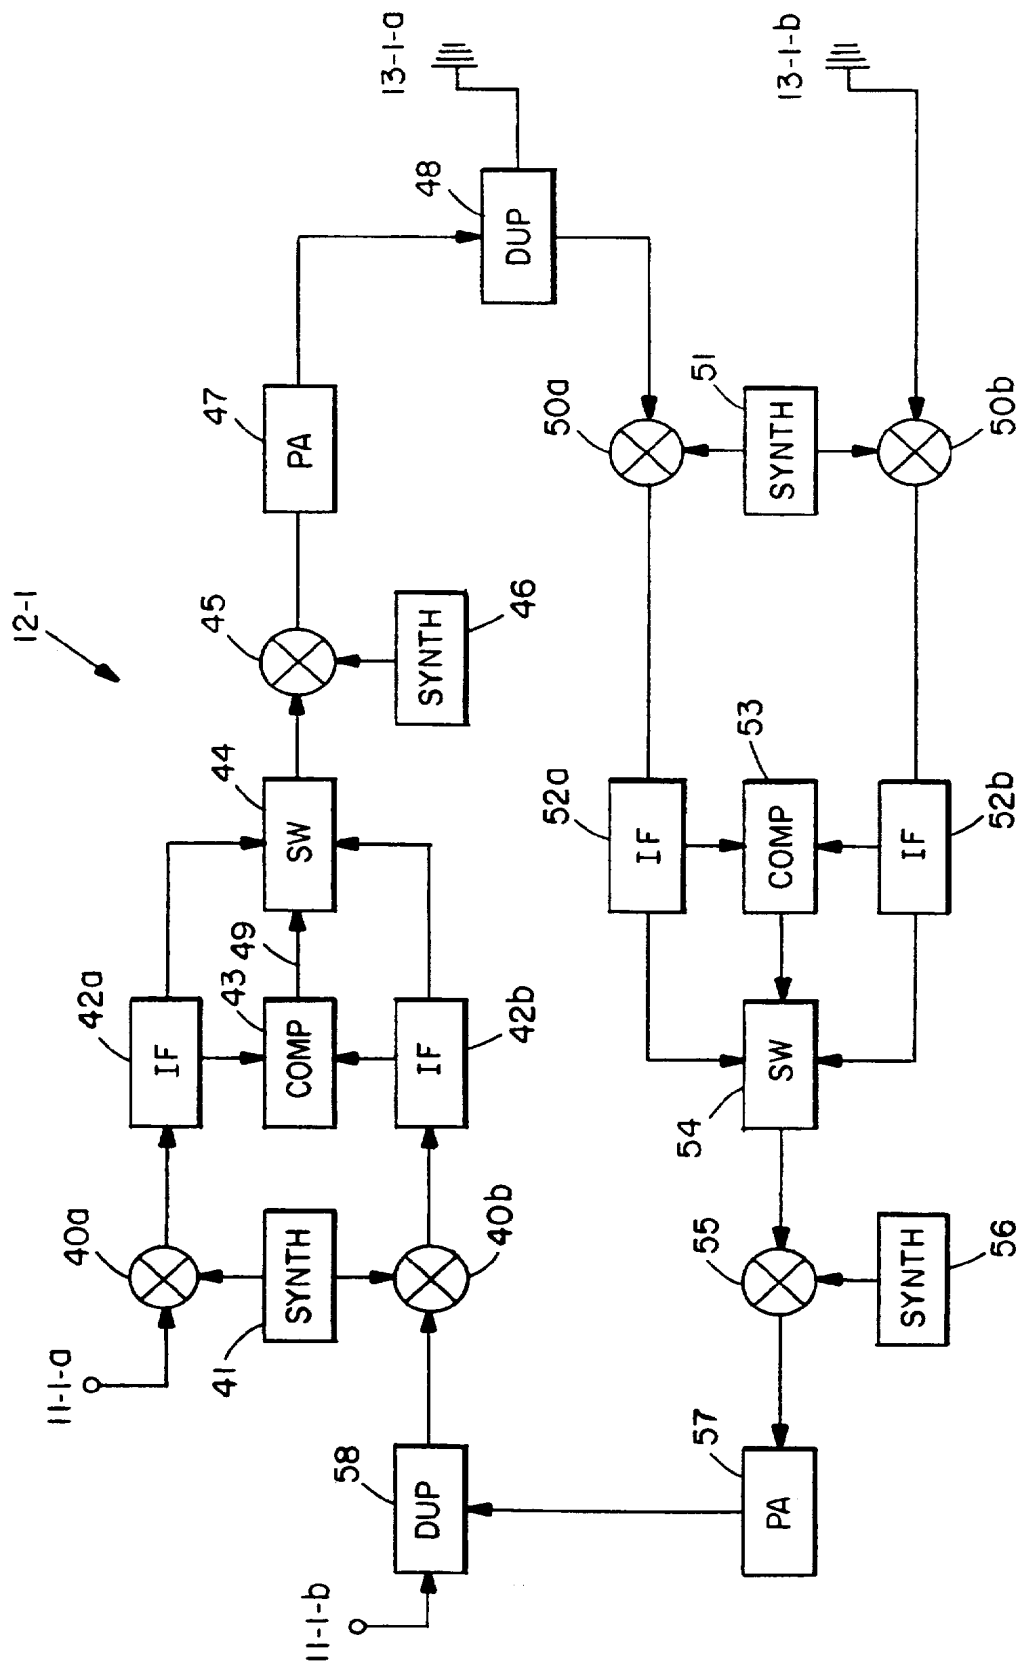 12-1
11-1-a
40a
42a
IF
44
45
47
13-1-a
SYNTH
41
COMP
43
49
SW
PA
48
DUP
11-1-b
58
DUP
40b
IF
42b
SYNTH
46
50a
52a
IF
57
PA
55
54
SW
COMP
53
SYNTH
51
13-1-b
SYNTH
56
IF
52b
50b